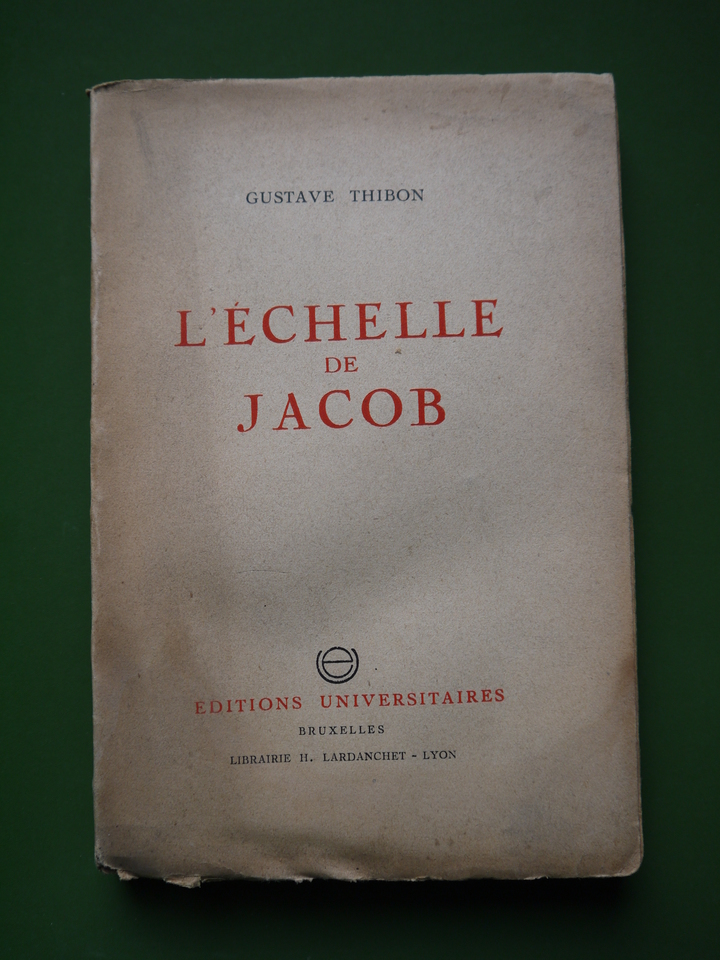 GUSTAVE THIBON
L'ÉCHELLE
DE
JACOB
EDITIONS UNIVERSITAIRES
BRUXELLES
LIBRAIRIE H. LARDANCHET - LYON